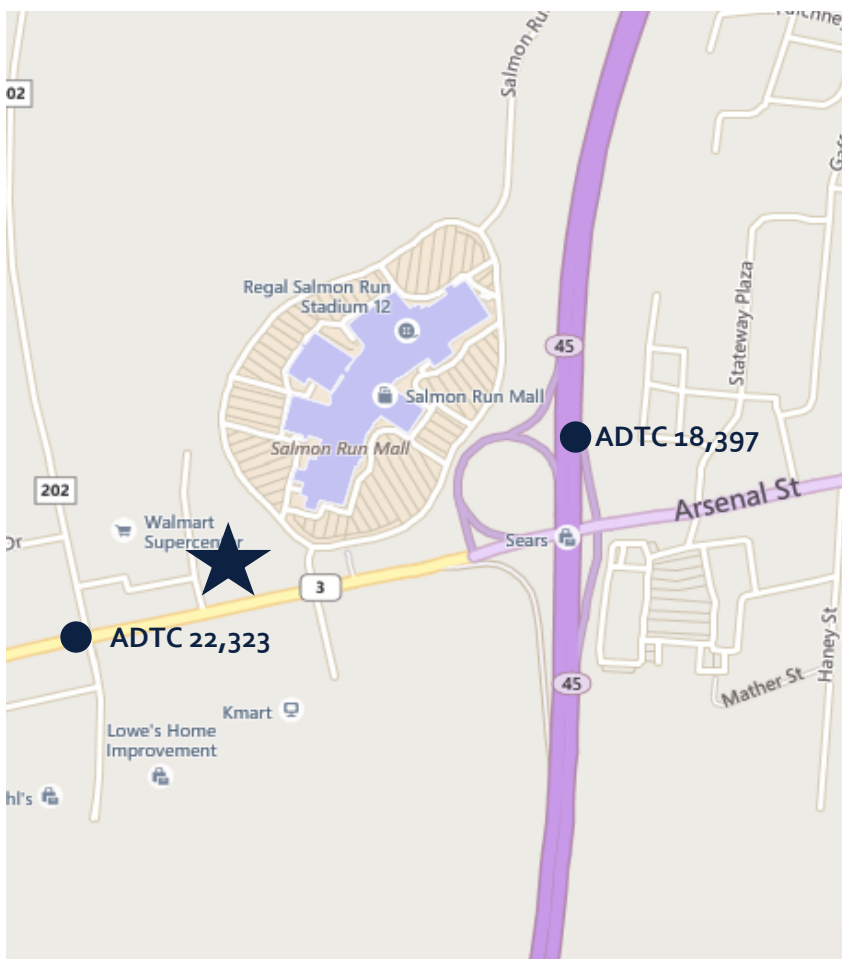 02
Salmon Ru
Regal Salmon Run
Stadium 12
45
Stateway Plaza
Salmon Run Mall
ADTC 18,397
Salmon Run Mall
202
Arsenal St
Walmart
Supercenter
Dr
Sears
3
ADTC 22,323
Haney St
45
Mather St
Kmart
Lowe's Home
Improvement
hl's